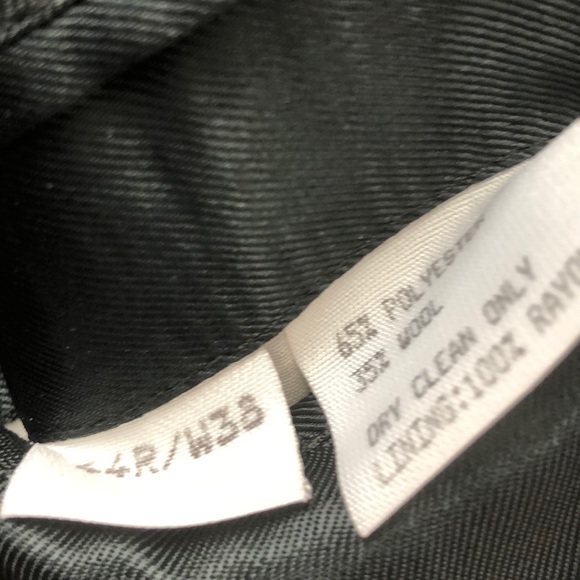 65% POLYESTER
35% WOOL
DRY CLEAN ONLY
LINING:100% RAYO
4R/W38